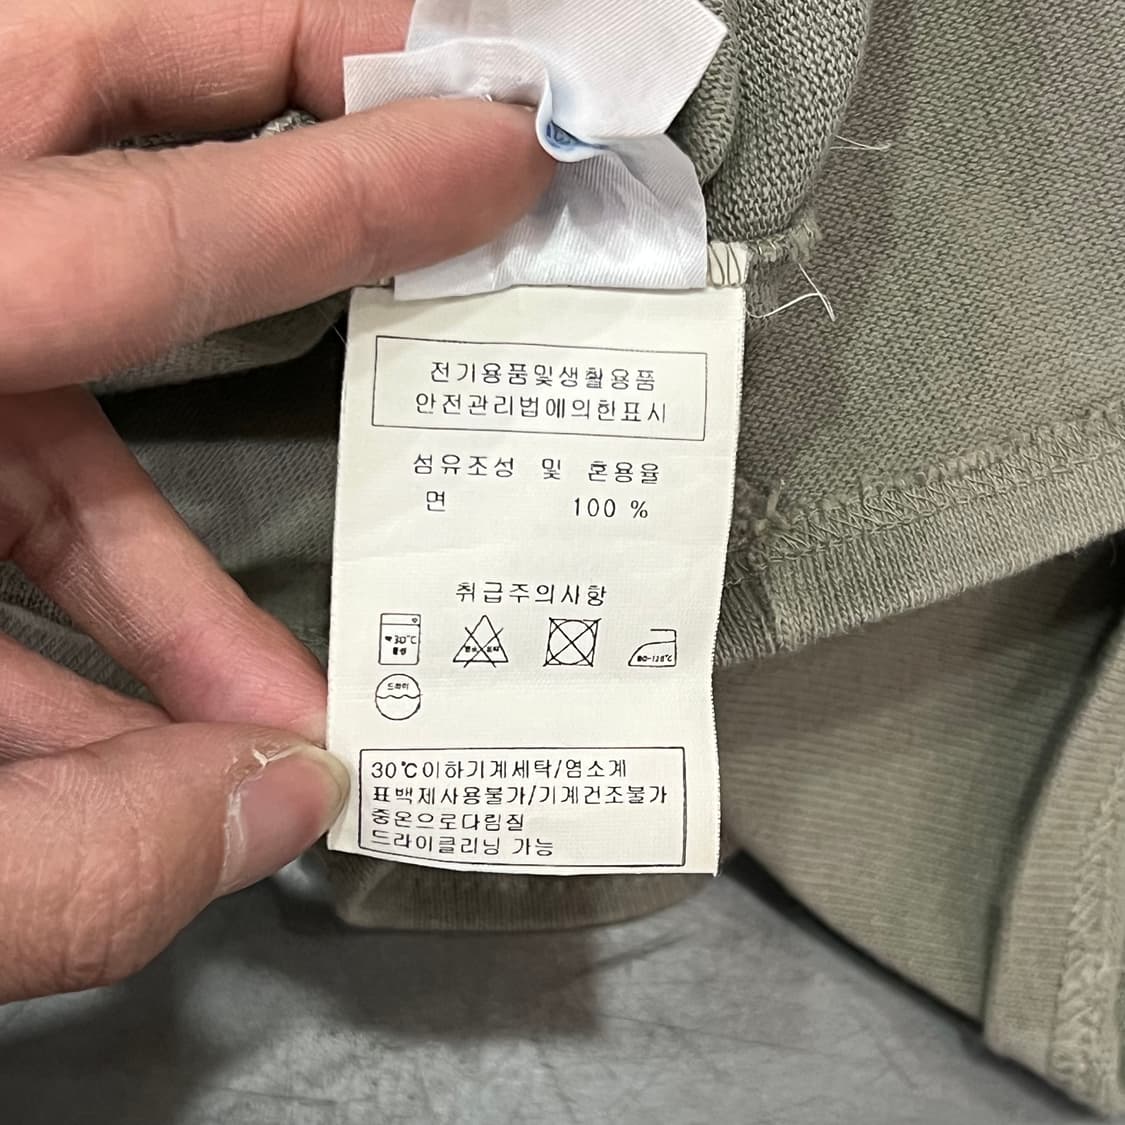 전기용품및생활용품
안전관리법에의한표시
섬유조성 및 혼용율
면 100 %
취급주의사항
30℃
80-120℃
드라이
30℃이하기계세탁/염소계
표백제사용불가/기계건조불가
중온으로다림질
드라이클리닝 가능